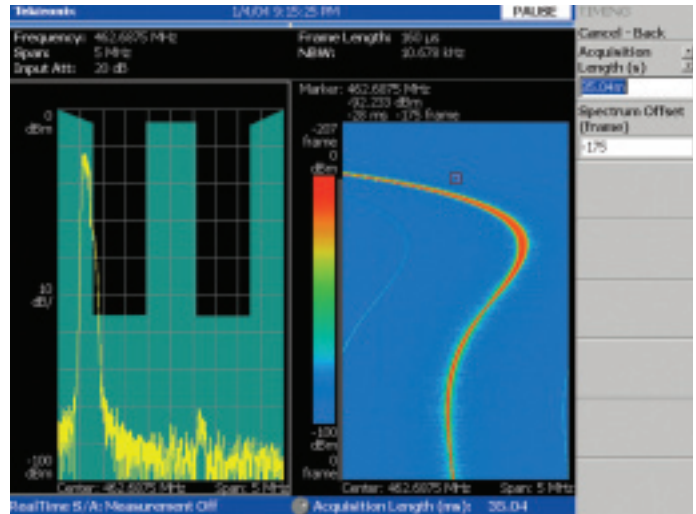 Tektronix 1/4/04 9:15:25 PM PAUSE TIMING
Frequency: 462.6875 MHz
Span: 5 MHz
Input Att: 20 dB
Frame Length: 160 µs
NBW: 10.678 kHz
Cancel - Back
Acquisition
Length (s)
35.04m
Spectrum Offset
(frame)
-175
Marker: 462.6875 MHz
-92.233 dBm
-28 ms -175 frame
0
dBm
10
dB/
-100
dBm
Center: 462.6875 MHz Span: 5 MHz
-207
frame
0
dBm
-100
dBm
0
frame
Center: 462.6875 MHz Span: 5 MHz
RealTime S/A: Measurement Off
Acquisition Length (ms): 35.04